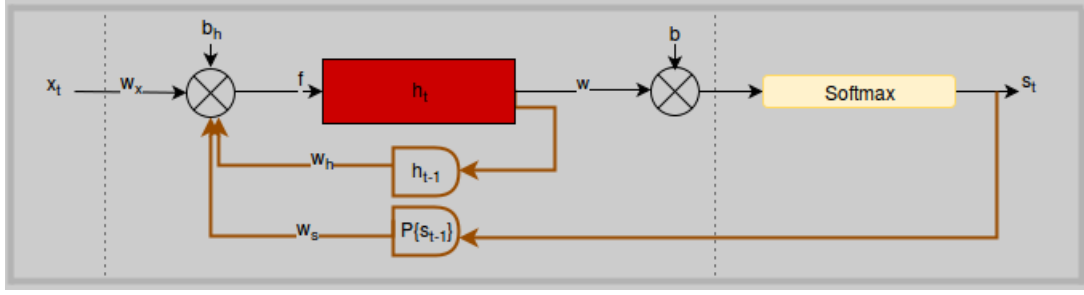 b_h
b
x_t
w_x
f
h_t
w
Softmax
s_t
w_h
h_{t-1}
w_s
P{s_{t-1}}